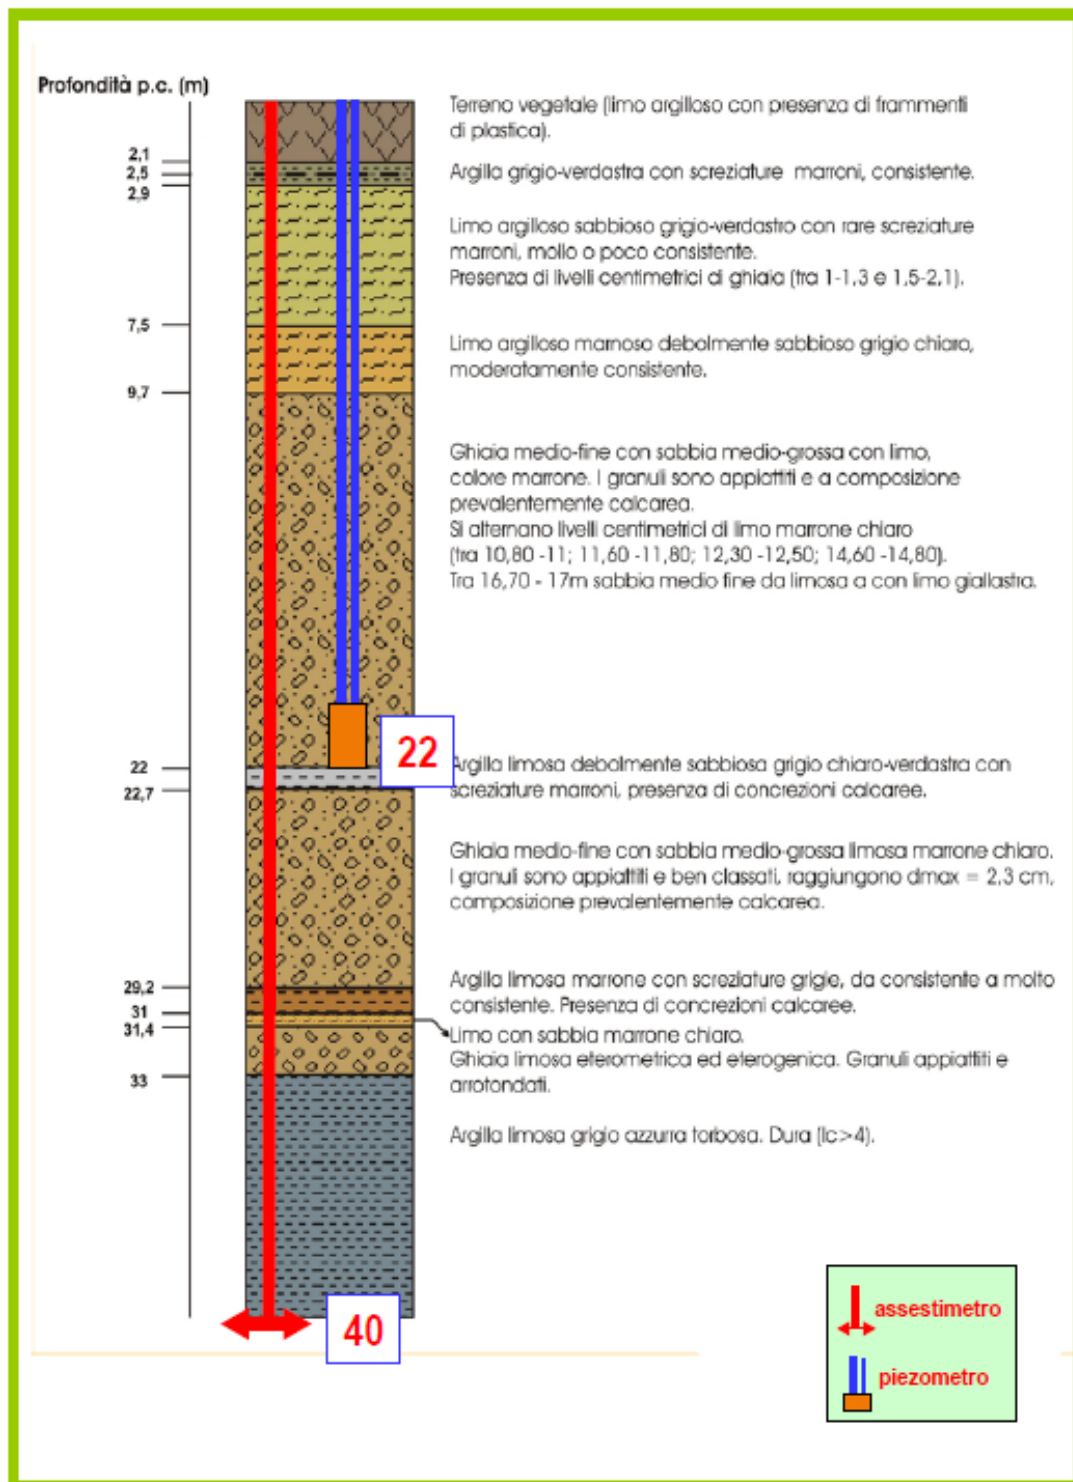 Profondità p.c. (m)
Terreno vegetale (limo argilloso con presenza di frammenti
di plastica).
2,1
2,5
2,9
Argilla grigio-verdastra con screziature marroni, consistente.
Limo argilloso sabbioso grigio-verdastro con rare screziature
marroni, mollo o poco consistente.
Presenza di livelli centimetrici di ghiaia (tra 1-1,3 e 1,5-2,1).
7,5
Limo argilloso marnoso debolmente sabbioso grigio chiaro,
moderatamente consistente.
9,7
Ghiaia medio-fine con sabbia medio-grossa con limo,
colore marrone. I granuli sono appiattiti e a composizione
prevalentemente calcarea.
Si alternano livelli centimetrici di limo marrone chiaro
(tra 10,80 -11; 11,60 -11,80; 12,30 -12,50; 14,60 -14,80).
Tra 16,70 - 17m sabbia medio fine da limosa a con limo giallastra.
22
22
22,7
Argilla limosa debolmente sabbiosa grigio chiaro-verdastra con
screziature marroni, presenza di concrezioni calcaree.
Ghiaia medio-fine con sabbia medio-grossa limosa marrone chiaro.
I granuli sono appiattiti e ben classati, raggiungono dmax = 2,3 cm,
composizione prevalentemente calcarea.
29,2
31
31,4
33
Argilla limosa marrone con screziature grigie, da consistente a molto
consistente. Presenza di concrezioni calcaree.
Limo con sabbia marrone chiaro.
Ghiaia limosa eterometrica ed eterogenica. Granuli appiattiti e
arrotondati.
Argilla limosa grigio azzurra torbosa. Dura (Ic>4).
40
assestimetro
piezometro